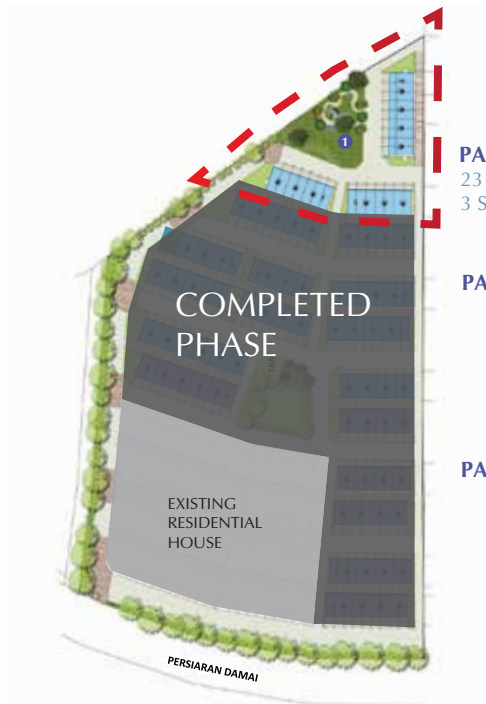 1
PA
23
3 S
PA
COMPLETED
PHASE
PA
EXISTING
RESIDENTIAL
HOUSE
PERSIARAN DAMAI